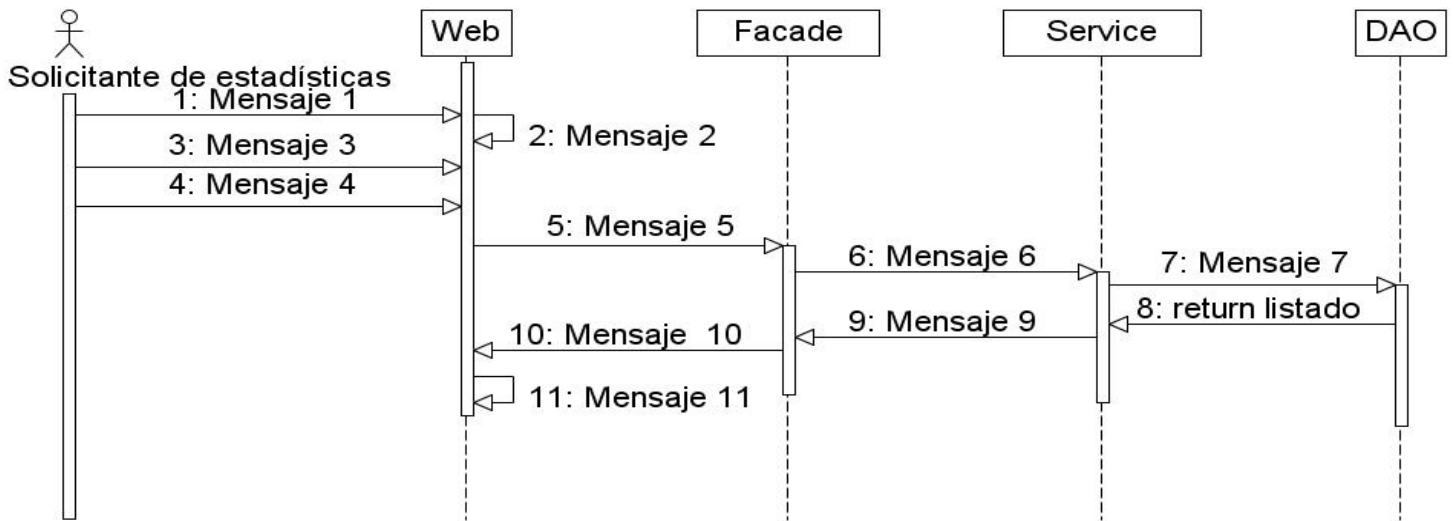 Web
Facade
Service
DAO
Solicitante de estadísticas
1: Mensaje 1
2: Mensaje 2
3: Mensaje 3
4: Mensaje 4
5: Mensaje 5
6: Mensaje 6
7: Mensaje 7
8: return listado
9: Mensaje 9
10: Mensaje  10
11: Mensaje 11